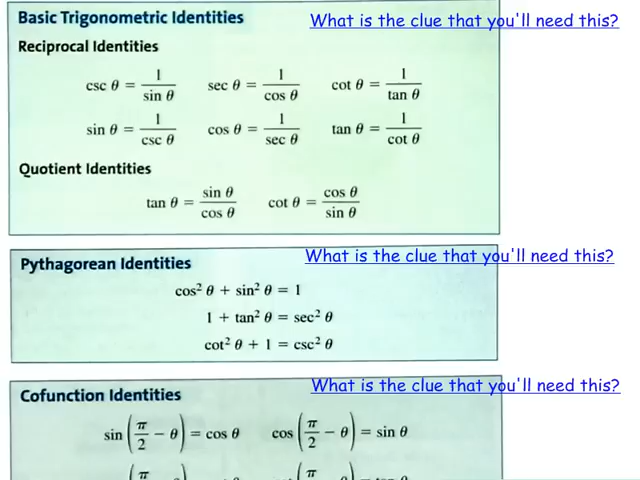 Basic Trigonometric Identities What is the clue that you'll need this?
Reciprocal Identities
csc θ = 1/sin θ sec θ = 1/cos θ cot θ = 1/tan θ
sin θ = 1/csc θ cos θ = 1/sec θ tan θ = 1/cot θ
Quotient Identities
tan θ = sin θ/cos θ cot θ = cos θ/sin θ
Pythagorean Identities What is the clue that you'll need this?
cos² θ + sin² θ = 1
1 + tan² θ = sec² θ
cot² θ + 1 = csc² θ
Cofunction Identities What is the clue that you'll need this?
sin(π/2 − θ) = cos θ cos(π/2 − θ) = sin θ